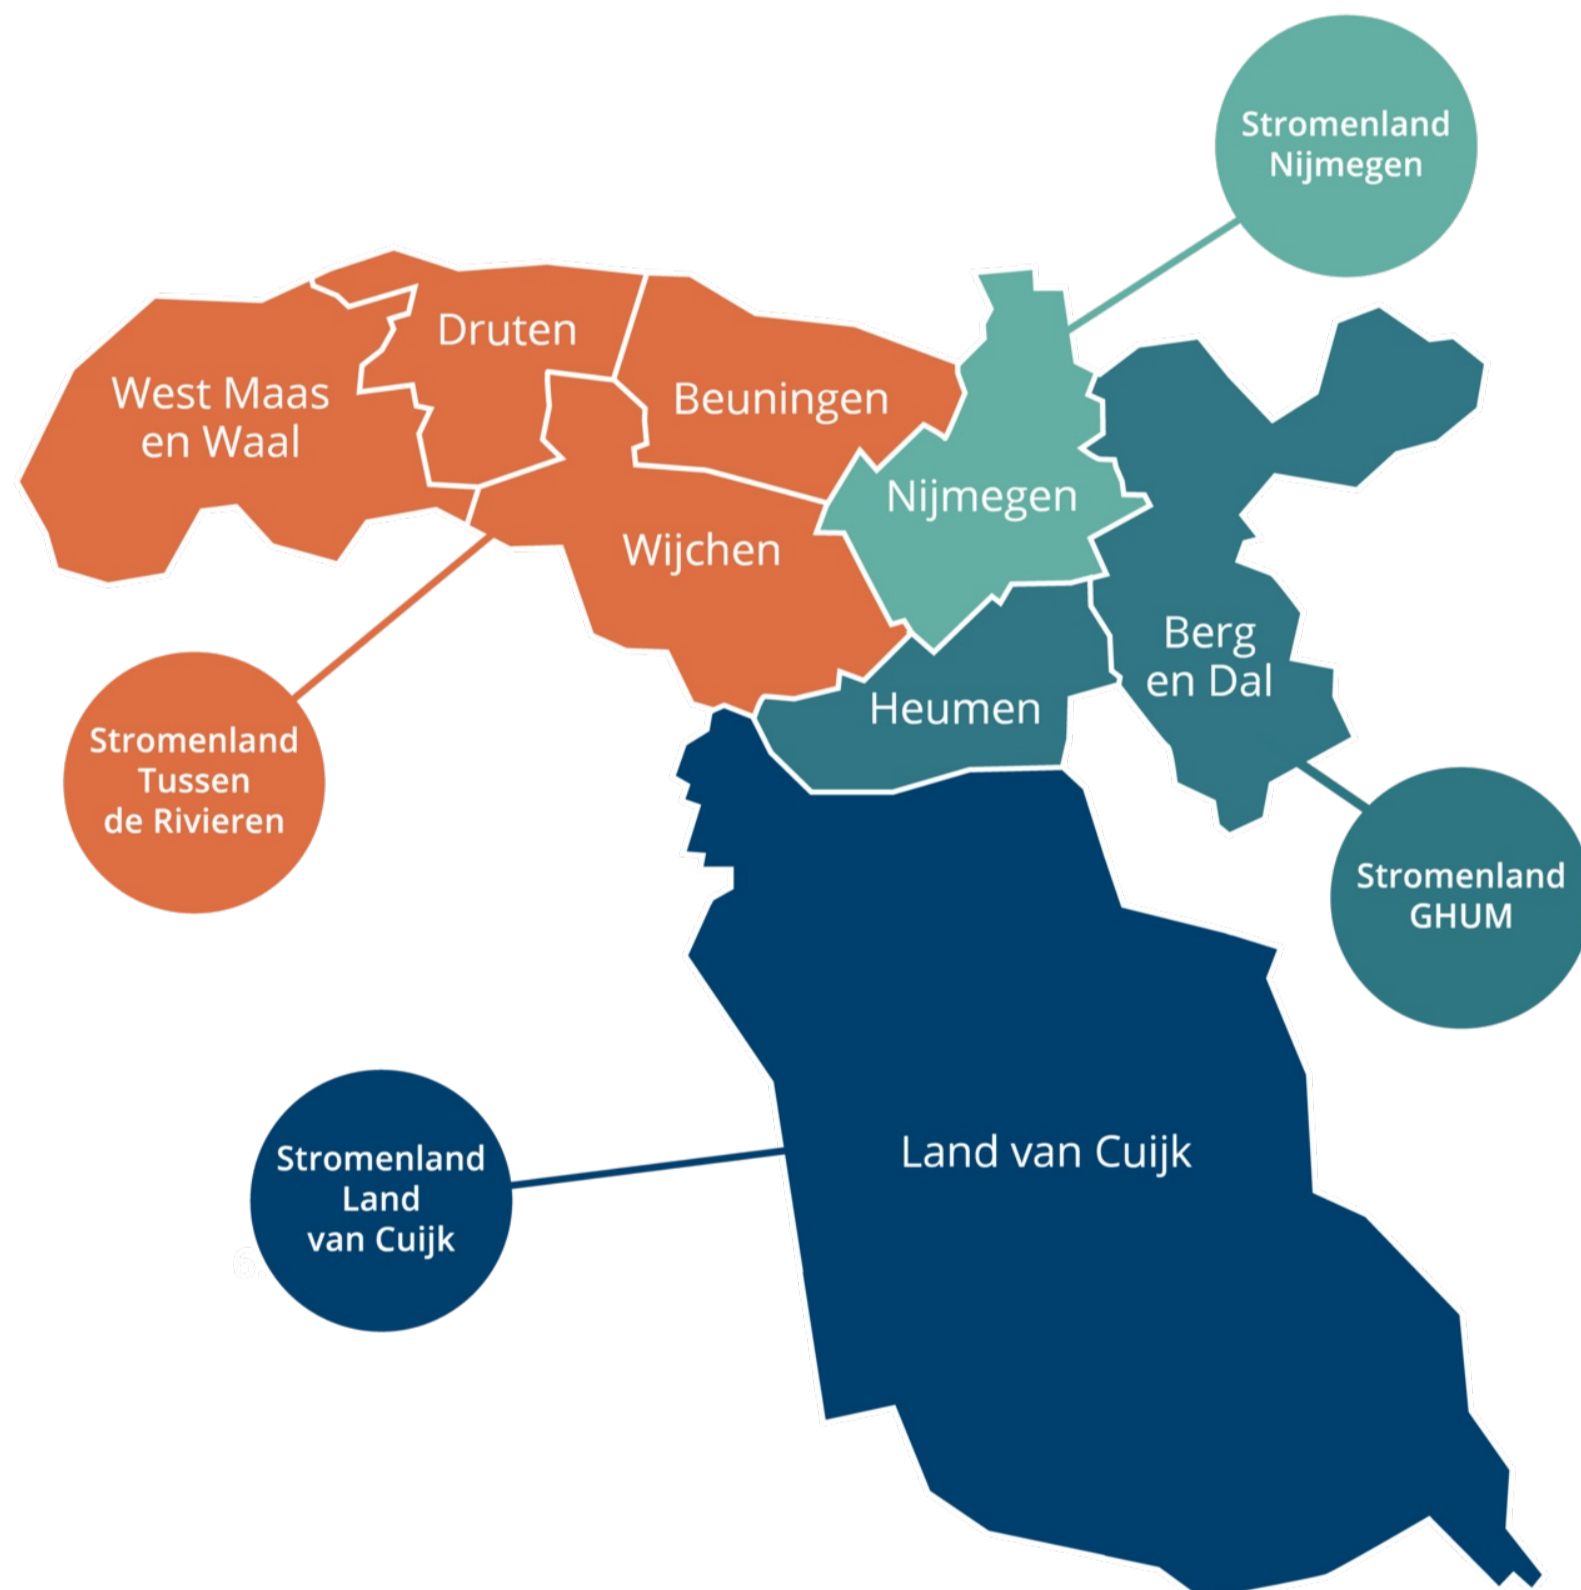 Stromenland
Nijmegen
Druten
West Maas
en Waal
Beuningen
Nijmegen
Wijchen
Berg
en Dal
Heumen
Stromenland
Tussen
de Rivieren
Stromenland
GHUM
Land van Cuijk
Stromenland
Land
van Cuijk